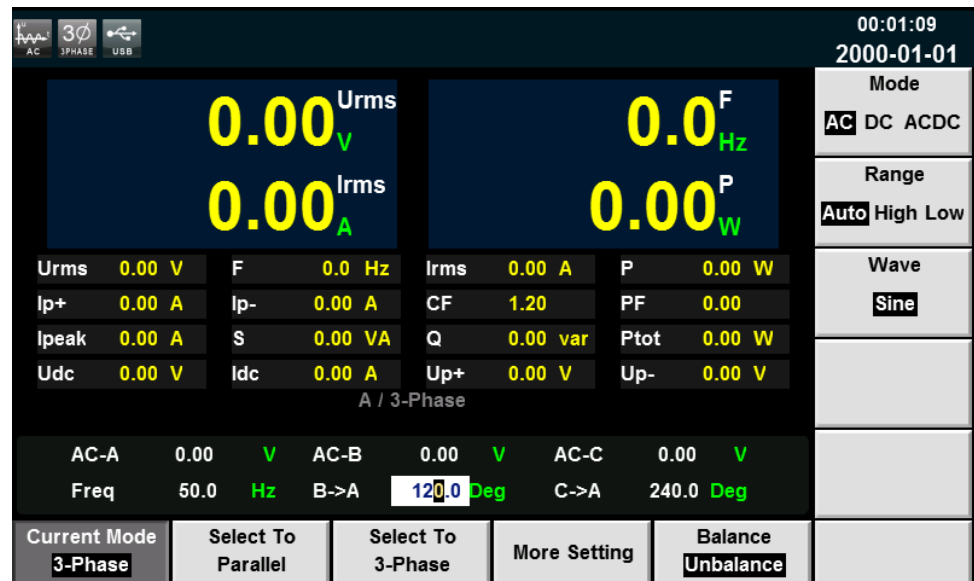 U t AC 3Ø 3PHASE USB
00:01:09
2000-01-01
0.00 Urms V 0.0 F Hz
0.00 Irms A 0.00 P W
Urms 0.00 V F 0.0 Hz Irms 0.00 A P 0.00 W
Ip+ 0.00 A Ip- 0.00 A CF 1.20 PF 0.00
Ipeak 0.00 A S 0.00 VA Q 0.00 var Ptot 0.00 W
Udc 0.00 V Idc 0.00 A Up+ 0.00 V Up- 0.00 V
A / 3-Phase
AC-A 0.00 V AC-B 0.00 V AC-C 0.00 V
Freq 50.0 Hz B->A 120.0 Deg C->A 240.0 Deg
Mode
AC DC ACDC
Range
Auto High Low
Wave
Sine
Current Mode
3-Phase
Select To
Parallel
Select To
3-Phase
More Setting
Balance
Unbalance